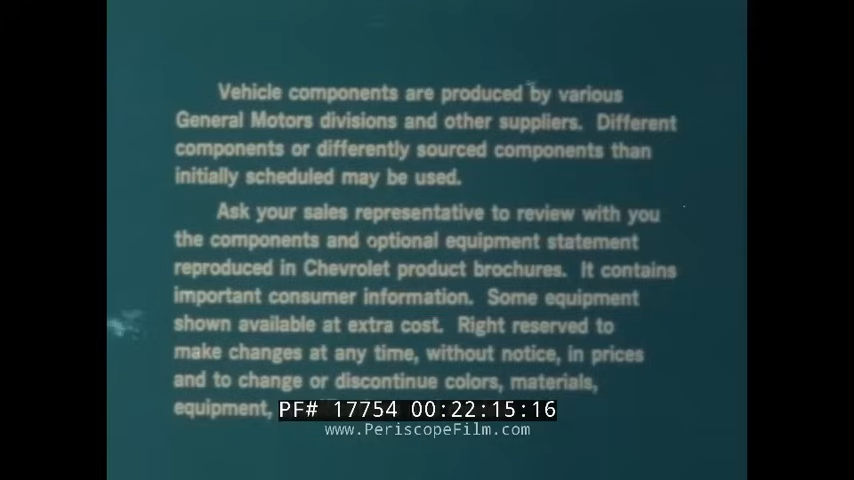 Vehicle components are produced by various
General Motors divisions and other suppliers. Different
components or differently sourced components than
initially scheduled may be used.
Ask your sales representative to review with you
the components and optional equipment statement
reproduced in Chevrolet product brochures. It contains
important consumer information. Some equipment
shown available at extra cost. Right reserved to
make changes at any time, without notice, in prices
and to change or discontinue colors, materials,
equipment,
PF# 17754 00:22:15:16
www.PeriscopeFilm.com